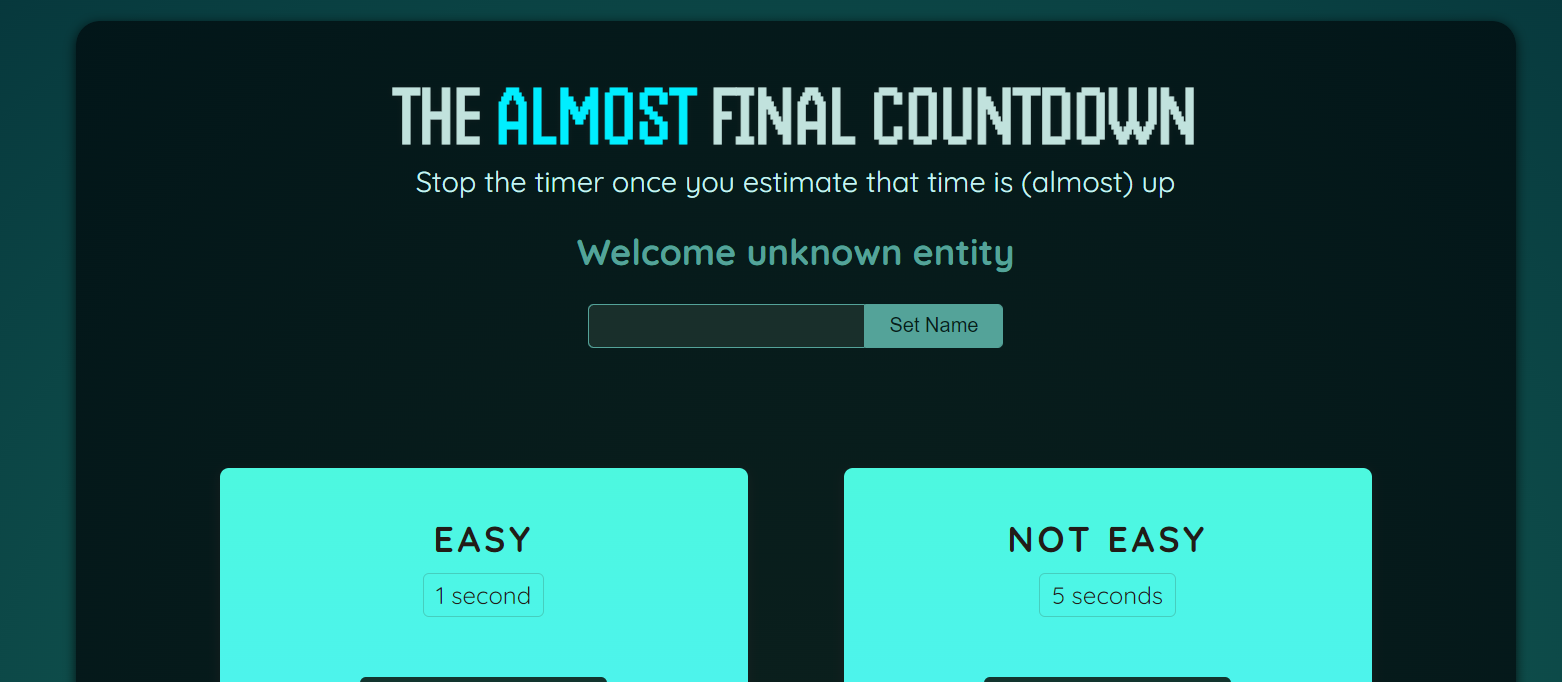 THE ALMOST FINAL COUNTDOWN
Stop the timer once you estimate that time is (almost) up
Welcome unknown entity
Set Name
EASY
1 second
NOT EASY
5 seconds